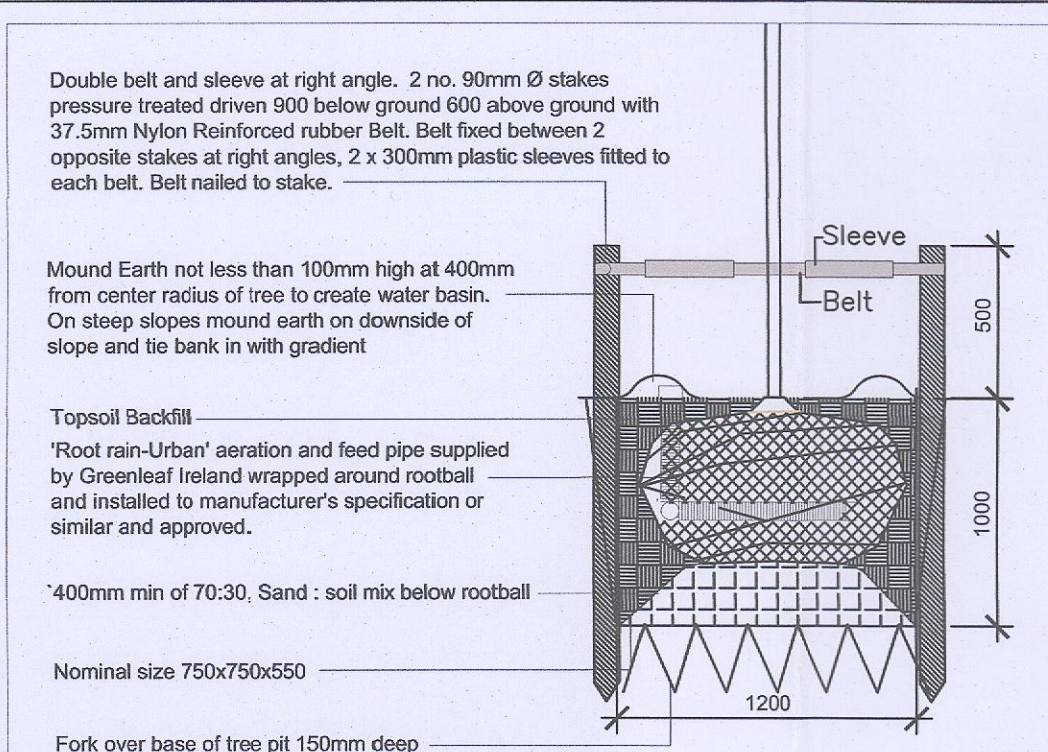 Double belt and sleeve at right angle. 2 no. 90mm Ø stakes
pressure treated driven 900 below ground 600 above ground with
37.5mm Nylon Reinforced rubber Belt. Belt fixed between 2
opposite stakes at right angles, 2 x 300mm plastic sleeves fitted to
each belt. Belt nailed to stake.
Sleeve
Belt
500
Mound Earth not less than 100mm high at 400mm
from center radius of tree to create water basin.
On steep slopes mound earth on downside of
slope and tie bank in with gradient
Topsoil Backfill
'Root rain-Urban' aeration and feed pipe supplied
by Greenleaf Ireland wrapped around rootball
and installed to manufacturer's specification or
similar and approved.
1000
`400mm min of 70:30, Sand : soil mix below rootball
Nominal size 750x750x550
1200
Fork over base of tree pit 150mm deep